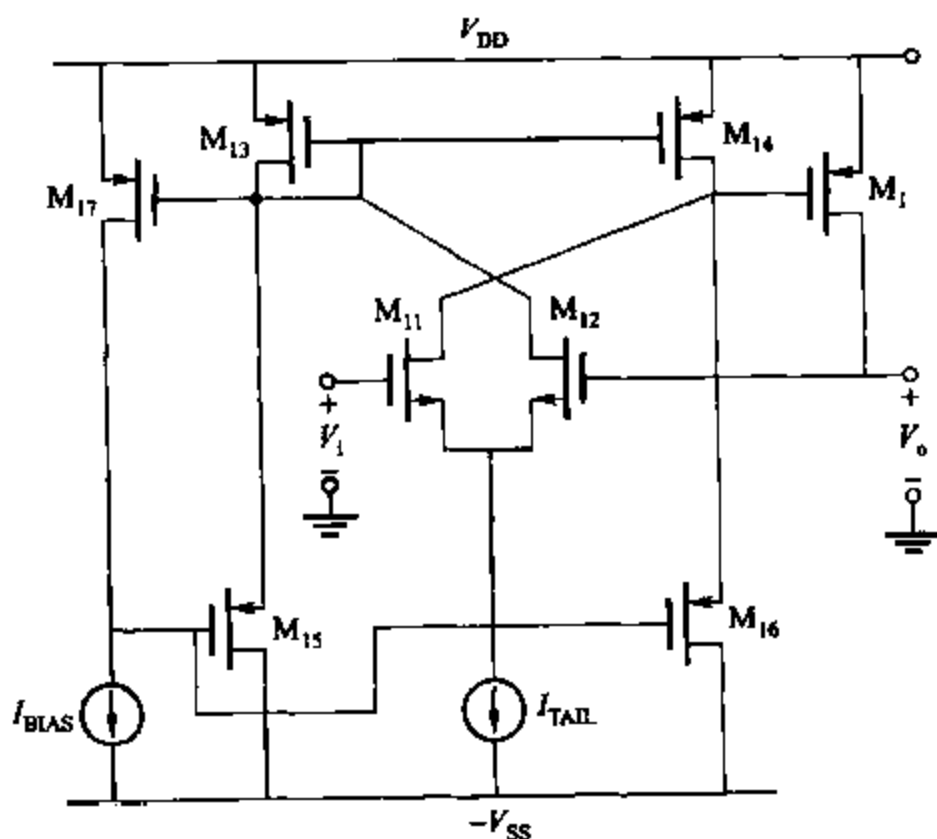 V_DD
M_13
M_14
M_17
M_1
M_11
M_12
+
V_i
−
+
V_o
−
M_15
M_16
I_BIAS
I_TAIL
−V_SS